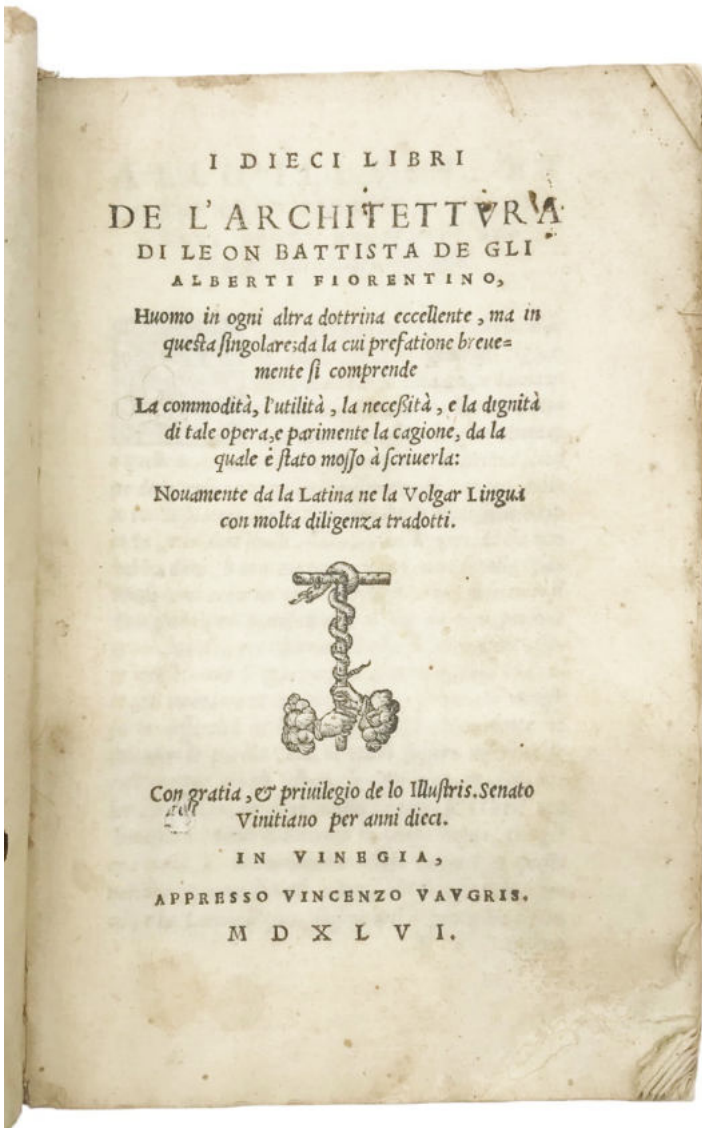 I DIECI LIBRI
DE L'ARCHITETTVRA
DI LEON BATTISTA DE GLI
ALBERTI FIORENTINO,
Huomo in ogni altra dottrina eccellente, ma in
queſta ſingolare;da la cui prefatione breue=
mente ſi comprende
La commodità, l'utilità, la neceßità, e la dignità
di tale opera,e parimente la cagione, da la
quale è ſtato moſſo à ſcriuerla:
Nouamente da la Latina ne la Volgar Lingua
con molta diligenza tradotti.
Con gratia, & priuilegio de lo Illuſtris. Senato
Vinitiano per anni dieci.
IN VINEGIA,
APPRESSO VINCENZO VAVGRIS.
M D X L V I.